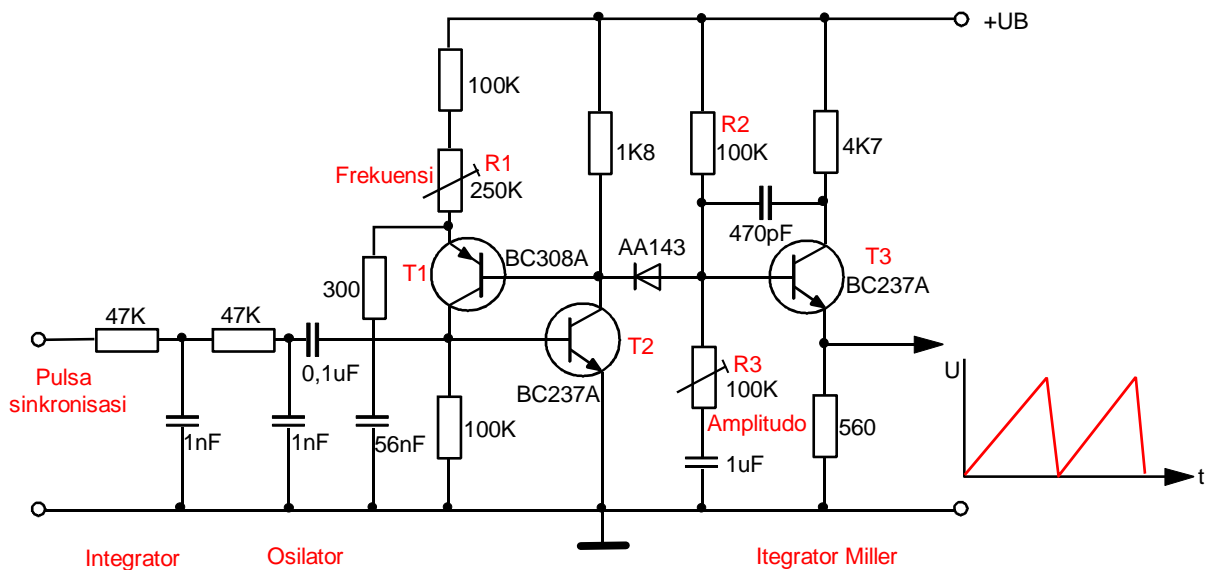 +UB
100K
R1
Frekuensi
250K
1K8
R2
100K
4K7
470pF
AA143
T1
BC308A
T3
BC237A
300
47K
47K
0,1uF
T2
BC237A
Pulsa
sinkronisasi
R3
100K
Amplitudo
U
1nF
1nF
56nF
100K
1uF
560
t
Integrator
Osilator
Itegrator Miller